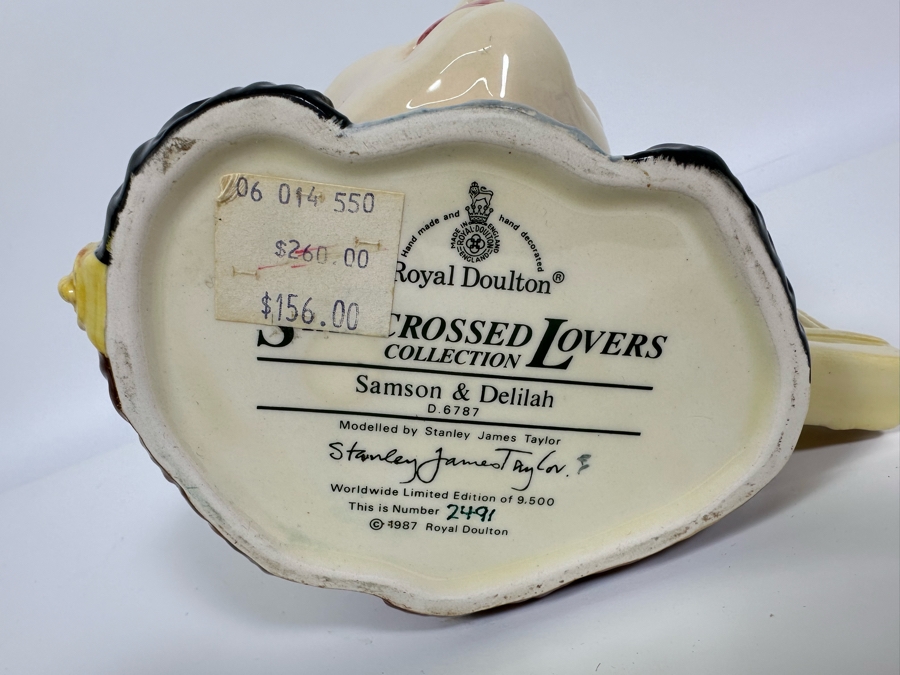 06 014 550
$260.00
$156.00
Hand made and hand decorated
MADE IN ENGLAND
ROYAL DOULTON
ENGLAND
Royal Doulton®
CROSSED LOVERS
COLLECTION
Samson & Delilah
D.6787
Modelled by Stanley James Taylor
Stanley James Taylor.
Worldwide Limited Edition of 9,500
This is Number 2491
© 1987 Royal Doulton